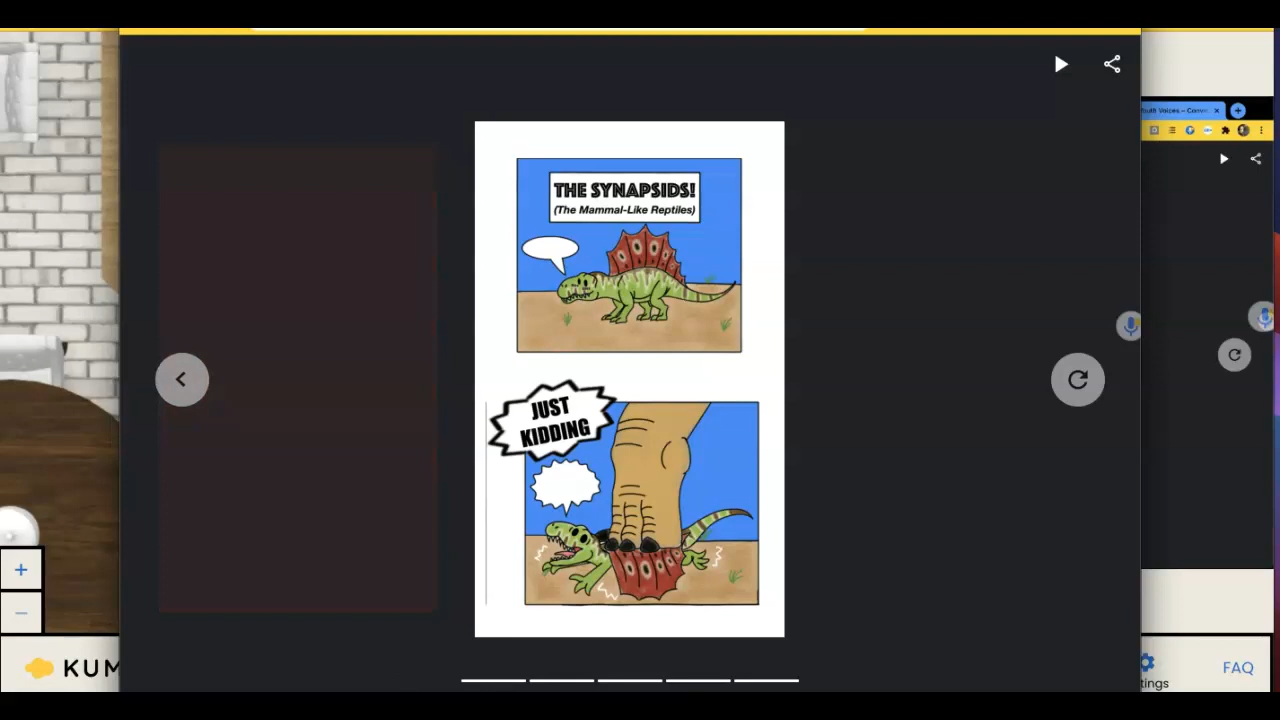 THE SYNAPSIDS!
(The Mammal-Like Reptiles)
JUST
KIDDING
KUM
tings
FAQ